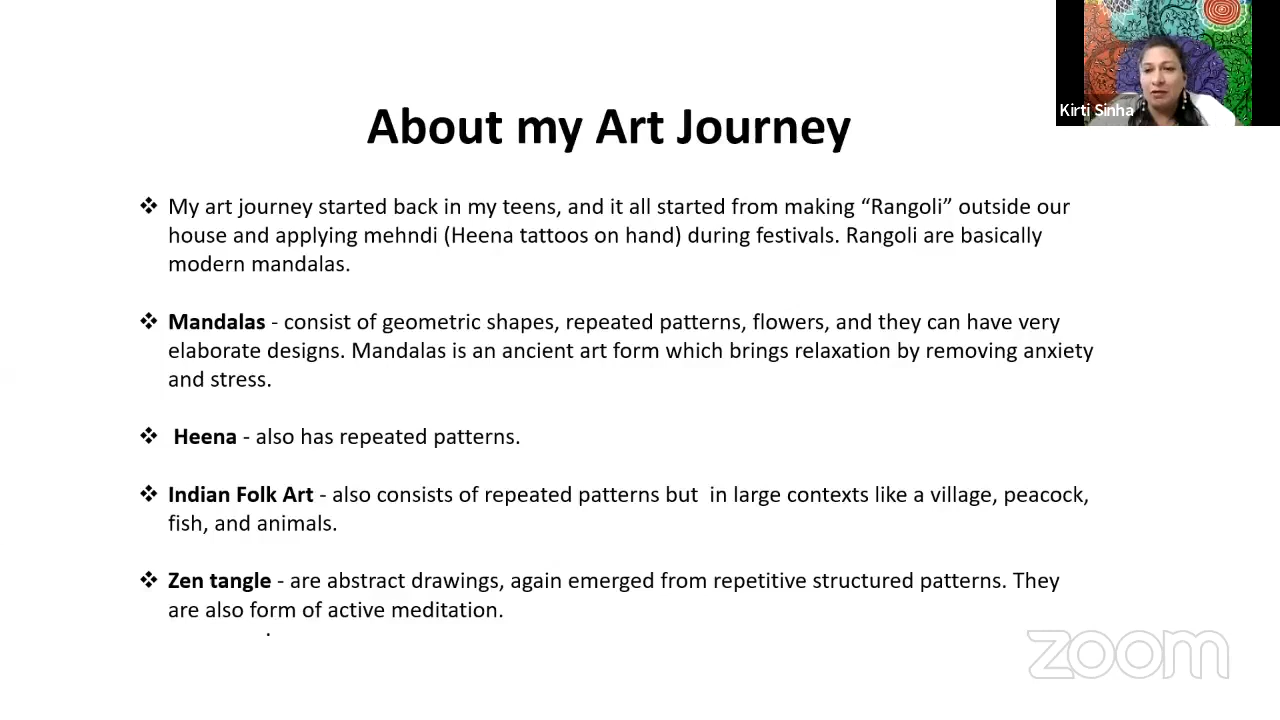 Kirti Sinha
About my Art Journey
❖ My art journey started back in my teens, and it all started from making “Rangoli” outside our
house and applying mehndi (Heena tattoos on hand) during festivals. Rangoli are basically
modern mandalas.
❖ Mandalas - consist of geometric shapes, repeated patterns, flowers, and they can have very
elaborate designs. Mandalas is an ancient art form which brings relaxation by removing anxiety
and stress.
❖ Heena - also has repeated patterns.
❖ Indian Folk Art - also consists of repeated patterns but in large contexts like a village, peacock,
fish, and animals.
❖ Zen tangle - are abstract drawings, again emerged from repetitive structured patterns. They
are also form of active meditation.
.
zoom